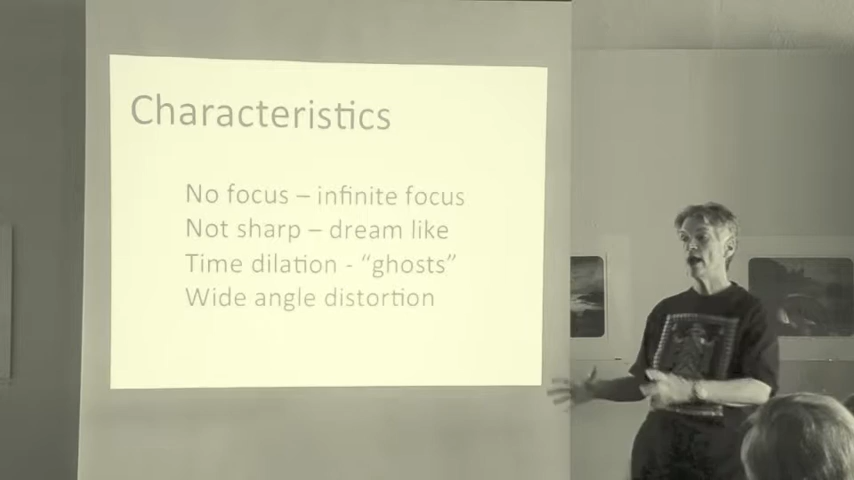 Characteristics
No focus – infinite focus
Not sharp – dream like
Time dilation - “ghosts”
Wide angle distortion